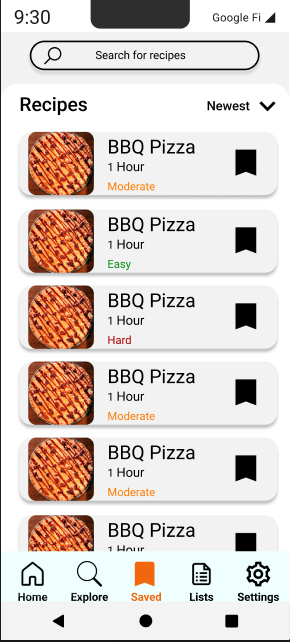 9:30
Google Fi
Search for recipes
Recipes
Newest
BBQ Pizza
1 Hour
Moderate
BBQ Pizza
1 Hour
Easy
BBQ Pizza
1 Hour
Hard
BBQ Pizza
1 Hour
Moderate
BBQ Pizza
1 Hour
Moderate
BBQ Pizza
1 Hour
Home Explore Saved Lists Settings